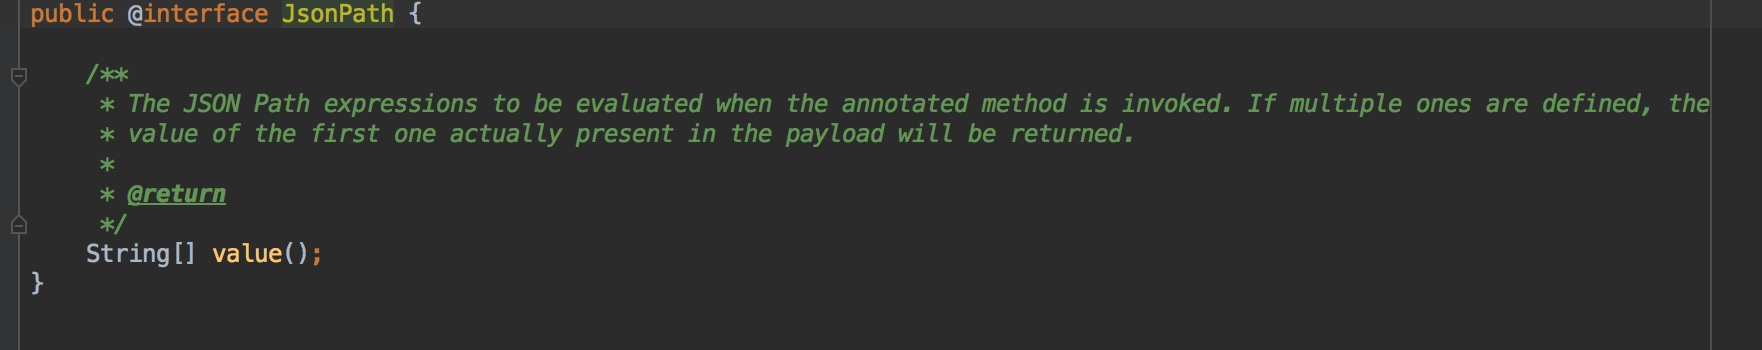 public @interface JsonPath {
/**
* The JSON Path expressions to be evaluated when the annotated method is invoked. If multiple ones are defined, the
* value of the first one actually present in the payload will be returned.
*
* @return
*/
String[] value();
}